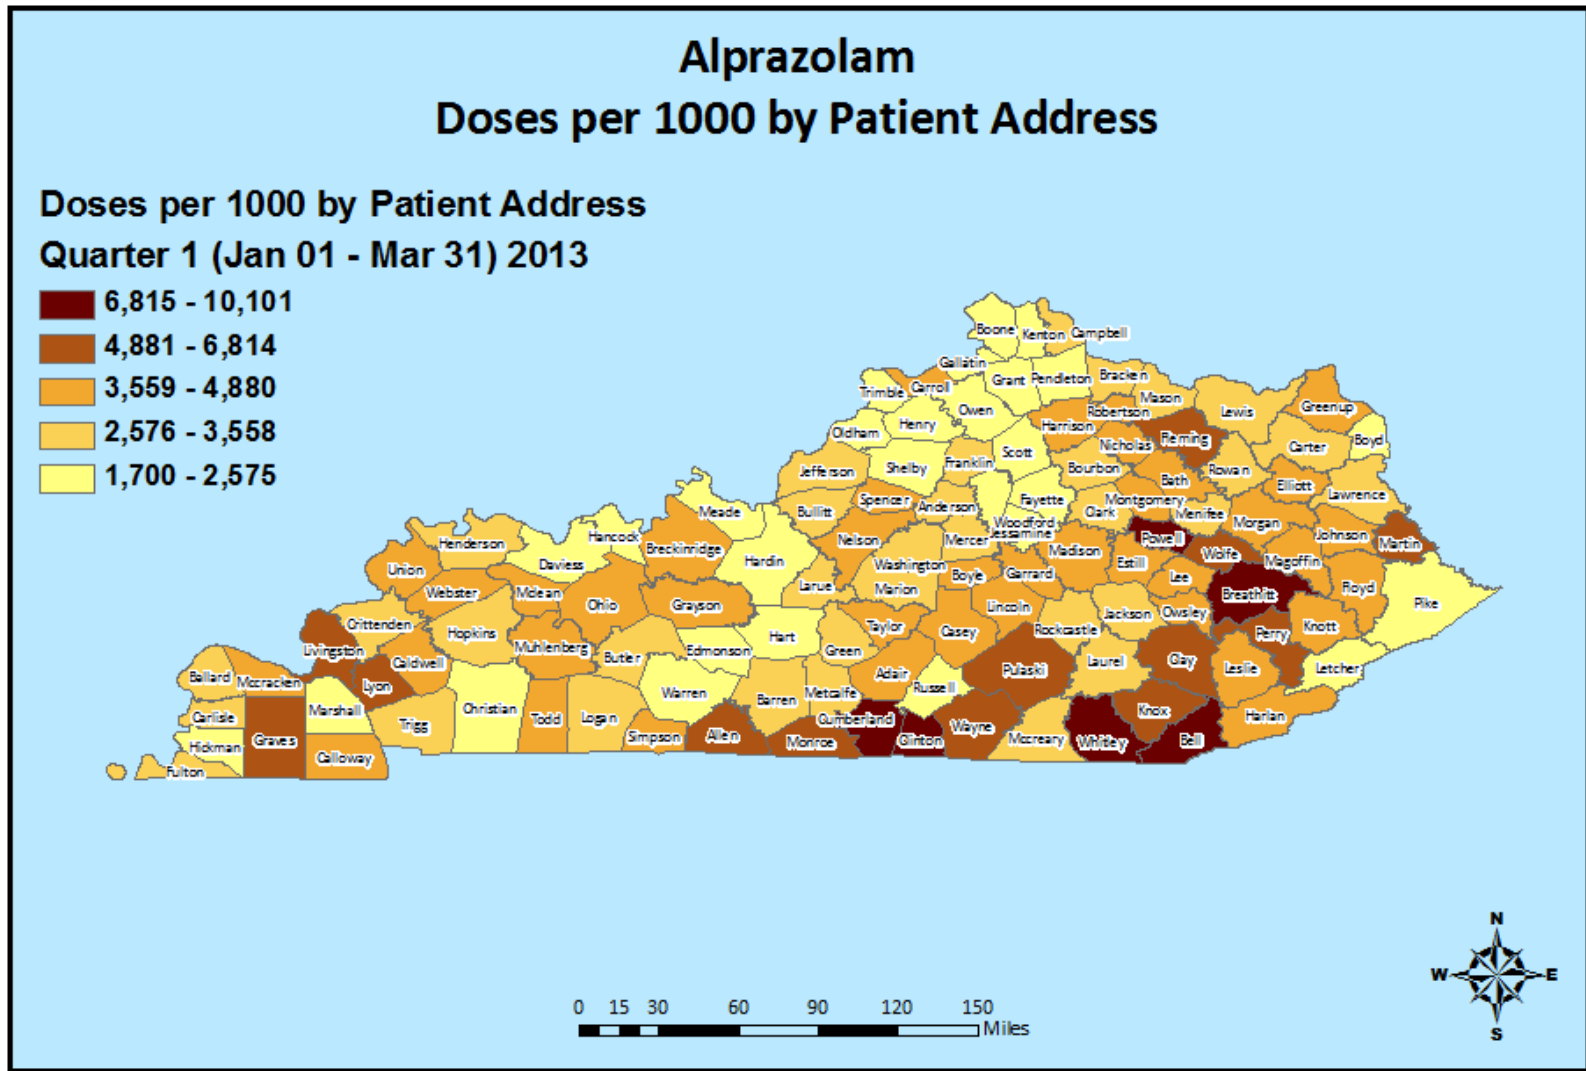 Alprazolam
Doses per 1000 by Patient Address
Doses per 1000 by Patient Address
Quarter 1 (Jan 01 - Mar 31) 2013
6,815 - 10,101
4,881 - 6,814
3,559 - 4,880
2,576 - 3,558
1,700 - 2,575
Boone
Kenton
Campbell
Gallatin
Grant
Pendleton
Bracken
Trimble
Carroll
Owen
Mason
Robertson
Lewis
Greenup
Oldham
Henry
Harrison
Fleming
Nicholas
Carter
Boyd
Jefferson
Shelby
Franklin
Scott
Bourbon
Rowan
Bath
Elliott
Lawrence
Meade
Bullitt
Spencer
Anderson
Fayette
Woodford
Clark
Montgomery
Menifee
Morgan
Hancock
Breckinridge
Nelson
Mercer
Jessamine
Madison
Powell
Wolfe
Johnson
Martin
Henderson
Daviess
Hardin
Washington
Estill
Magoffin
Union
Webster
Mclean
Ohio
Grayson
Larue
Marion
Boyle
Garrard
Lee
Breathitt
Floyd
Pike
Crittenden
Hopkins
Muhlenberg
Butler
Edmonson
Hart
Green
Taylor
Casey
Lincoln
Rockcastle
Jackson
Owsley
Perry
Knott
Livingston
Caldwell
Lyon
Ballard
Mccracken
Marshall
Trigg
Christian
Todd
Logan
Warren
Barren
Metcalfe
Adair
Russell
Pulaski
Laurel
Clay
Leslie
Letcher
Carlisle
Hickman
Graves
Calloway
Fulton
Simpson
Allen
Monroe
Cumberland
Clinton
Wayne
Mccreary
Whitley
Knox
Bell
Harlan
N
W
E
S
0 15 30 60 90 120 150
Miles